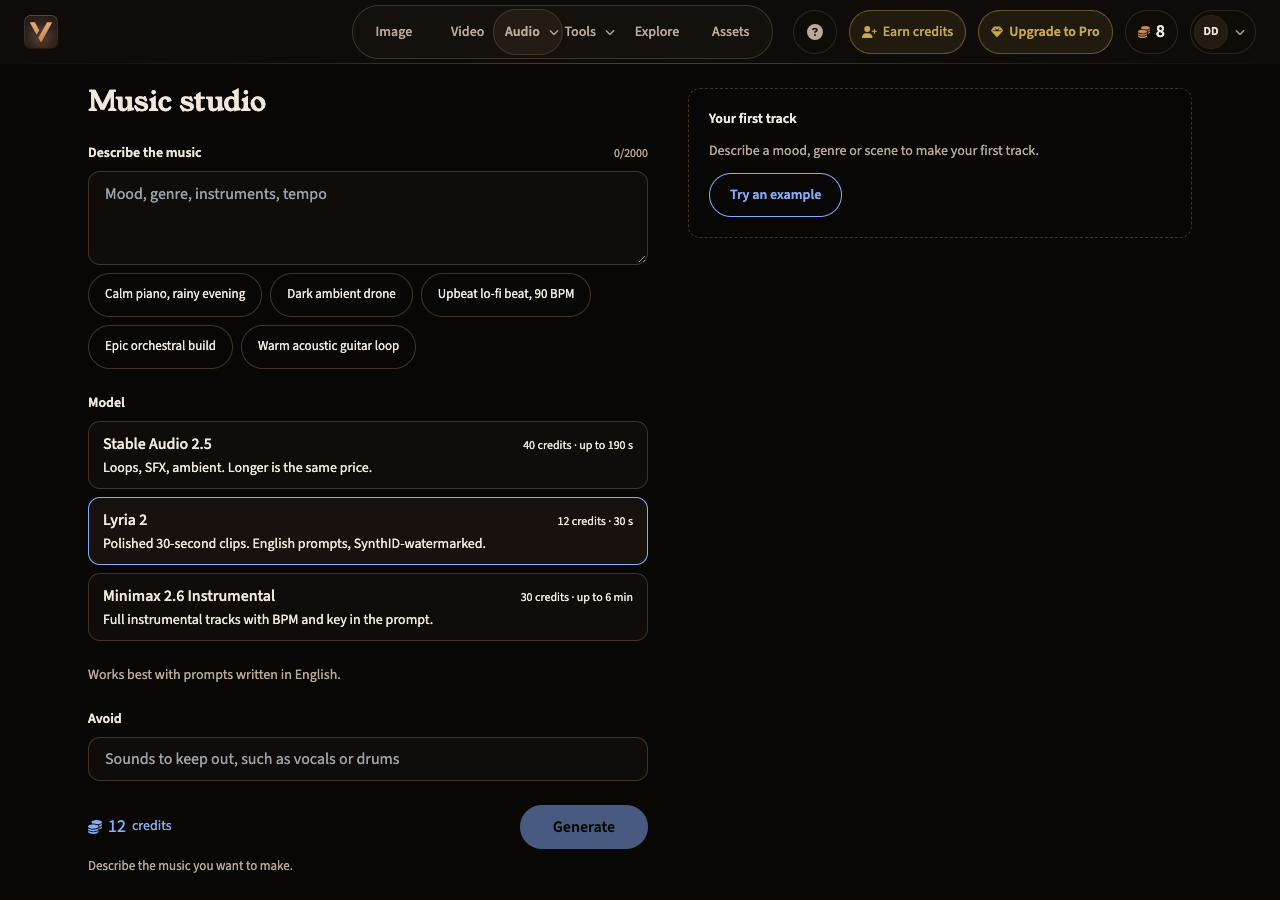 Image Video Audio Tools Explore Assets ? Earn credits Upgrade to Pro 8 DD
Music studio
Describe the music 0/2000
Mood, genre, instruments, tempo
Calm piano, rainy evening Dark ambient drone Upbeat lo-fi beat, 90 BPM
Epic orchestral build Warm acoustic guitar loop
Model
Stable Audio 2.5 40 credits · up to 190 s
Loops, SFX, ambient. Longer is the same price.
Lyria 2 12 credits · 30 s
Polished 30-second clips. English prompts, SynthID-watermarked.
Minimax 2.6 Instrumental 30 credits · up to 6 min
Full instrumental tracks with BPM and key in the prompt.
Works best with prompts written in English.
Avoid
Sounds to keep out, such as vocals or drums
12 credits Generate
Describe the music you want to make.
Your first track
Describe a mood, genre or scene to make your first track.
Try an example